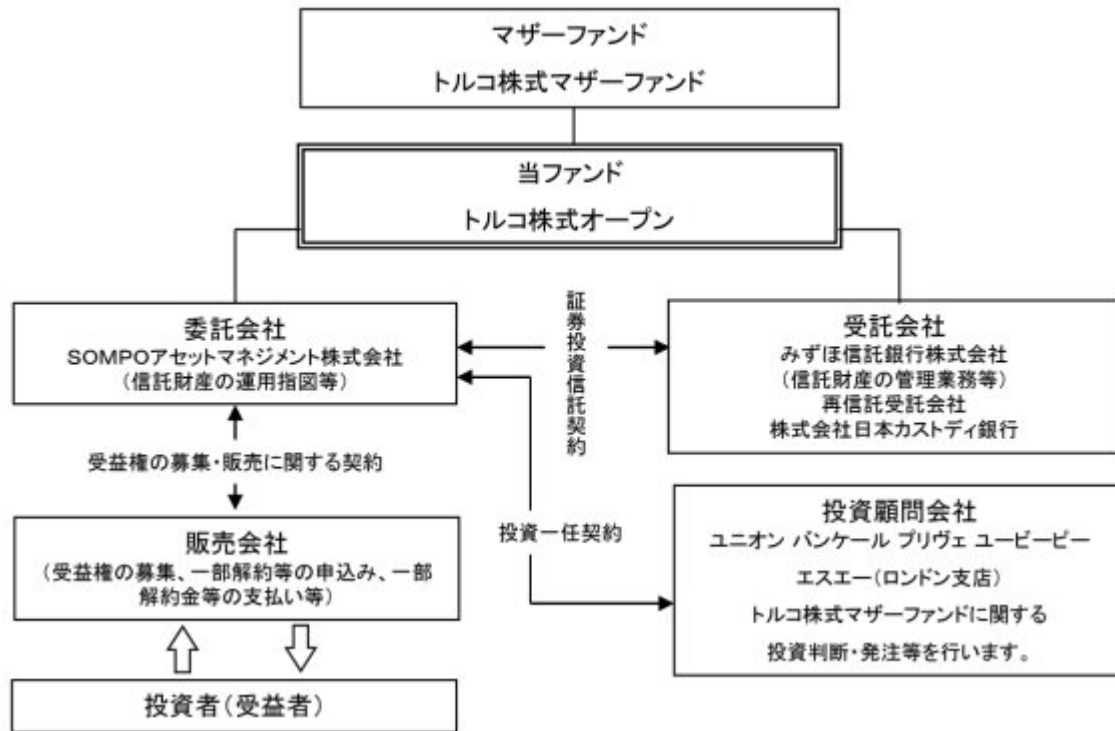 マザーファンド
トルコ株式マザーファンド
当ファンド
トルコ株式オープン
委託会社
SOMPOアセットマネジメント株式会社
(信託財産の運用指図等)
証券投資信託契約
受託会社
みずほ信託銀行株式会社
(信託財産の管理業務等)
再信託受託会社
株式会社日本カストディ銀行
受益権の募集・販売に関する契約
投資一任契約
販売会社
(受益権の募集、一部解約等の申込み、一部
解約金等の支払い等)
投資顧問会社
ユニオン バンケール プリヴェ ユービーピー
エスエー(ロンドン支店)
トルコ株式マザーファンドに関する
投資判断・発注等を行います。
投資者(受益者)